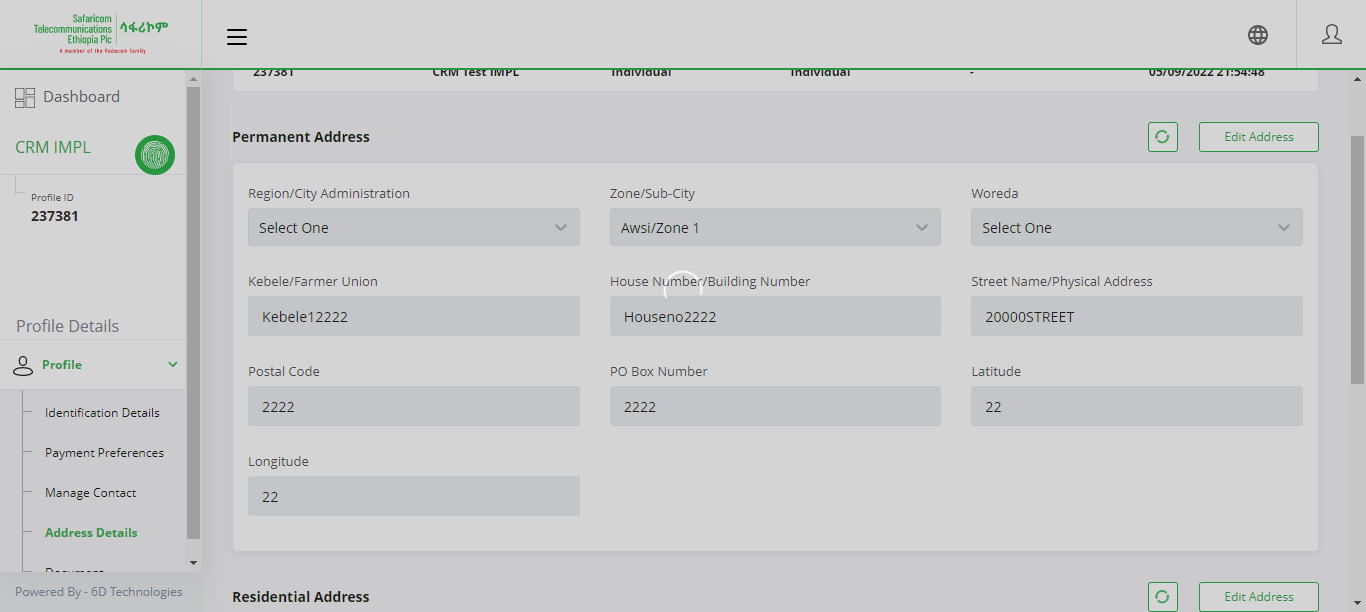 Safaricom
Telecommunications
Ethiopia Plc
ሳፋሪኮም
A member of the Vodacom family
237381 CRM Test IMPL Individual Individual - 05/09/2022 21:54:48
Dashboard
CRM IMPL
Profile ID
237381
Profile Details
Profile
Identification Details
Payment Preferences
Manage Contact
Address Details
Document
Powered By - 6D Technologies
Permanent Address
Edit Address
Region/City Administration Zone/Sub-City Woreda
Select One Awsi/Zone 1 Select One
Kebele/Farmer Union House Number/Building Number Street Name/Physical Address
Kebele12222 Houseno2222 20000STREET
Postal Code PO Box Number Latitude
2222 2222 22
Longitude
22
Residential Address
Edit Address